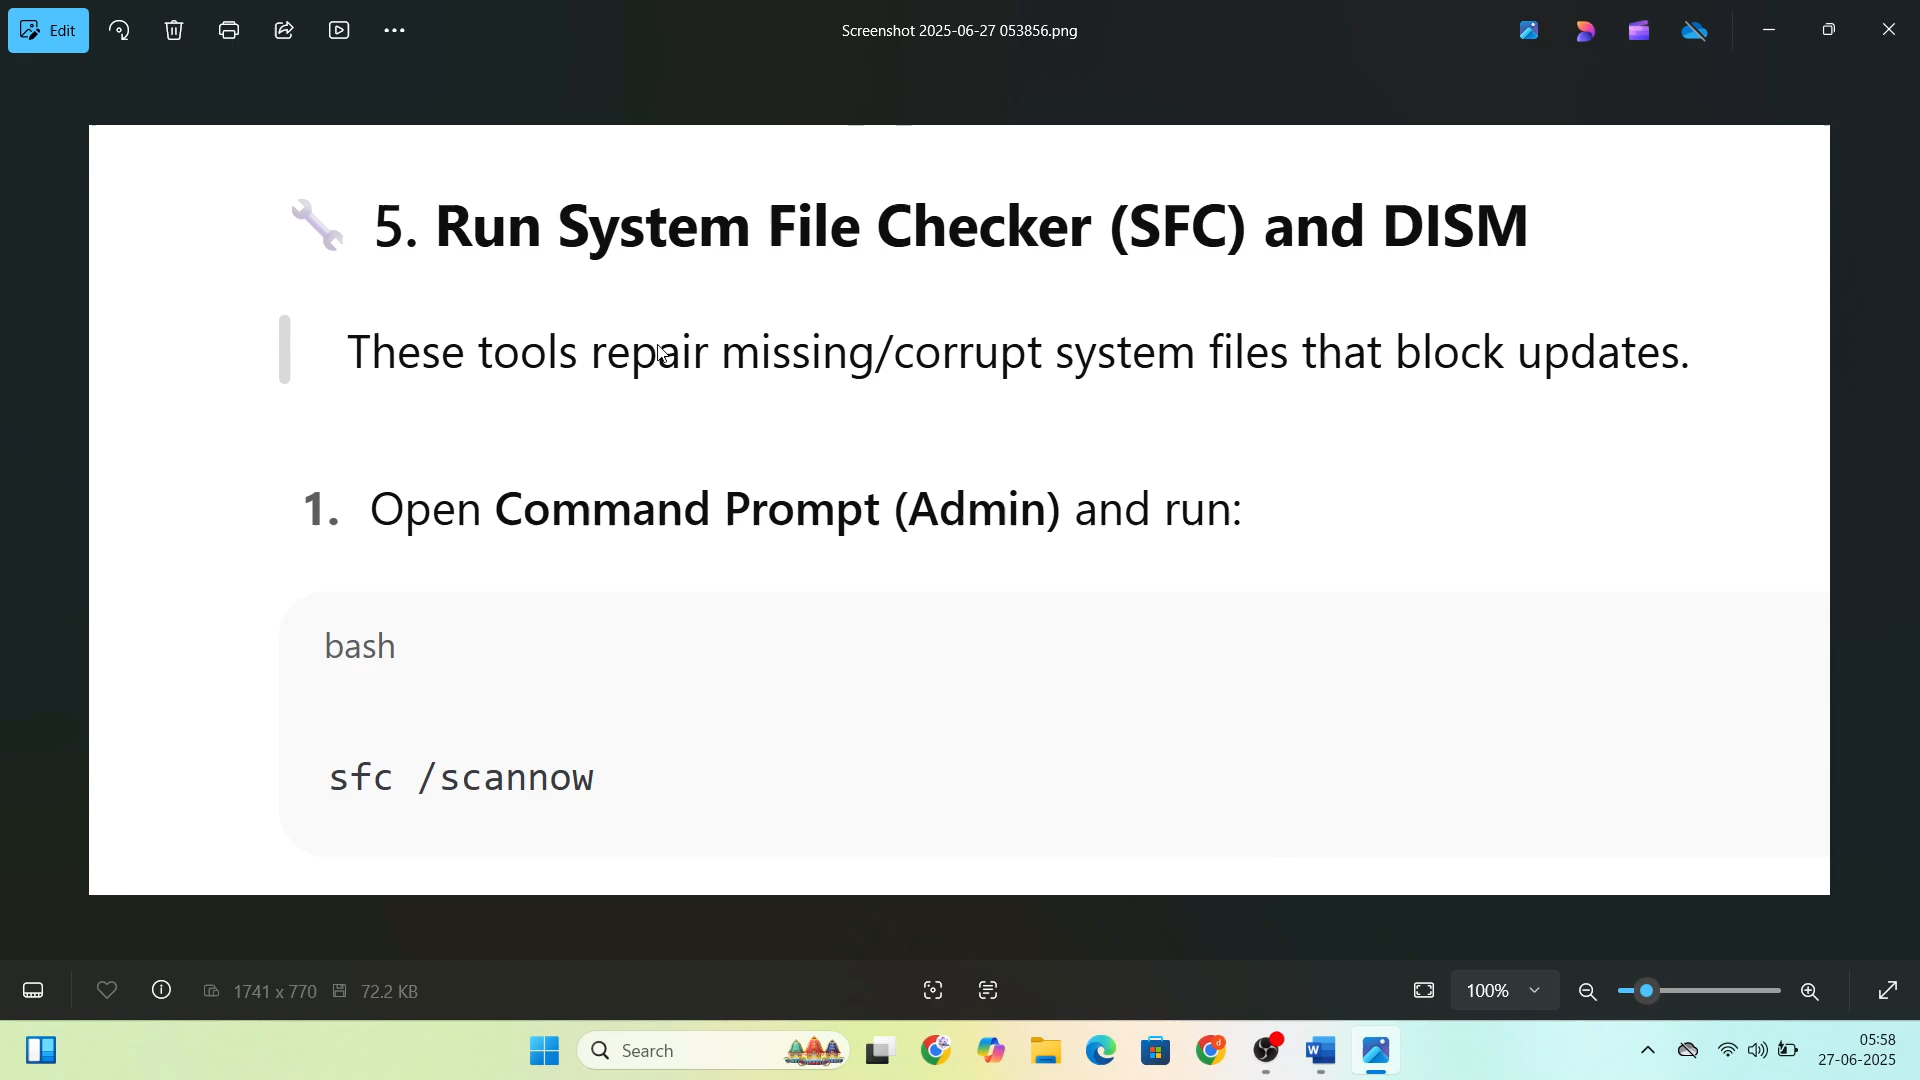 Edit
Screenshot 2025-06-27 053856.png
5. Run System File Checker (SFC) and DISM
These tools repair missing/corrupt system files that block updates.
1. Open Command Prompt (Admin) and run:
bash
sfc /scannow
1741 x 770
72.2 KB
100%
Search
05:58
27-06-2025